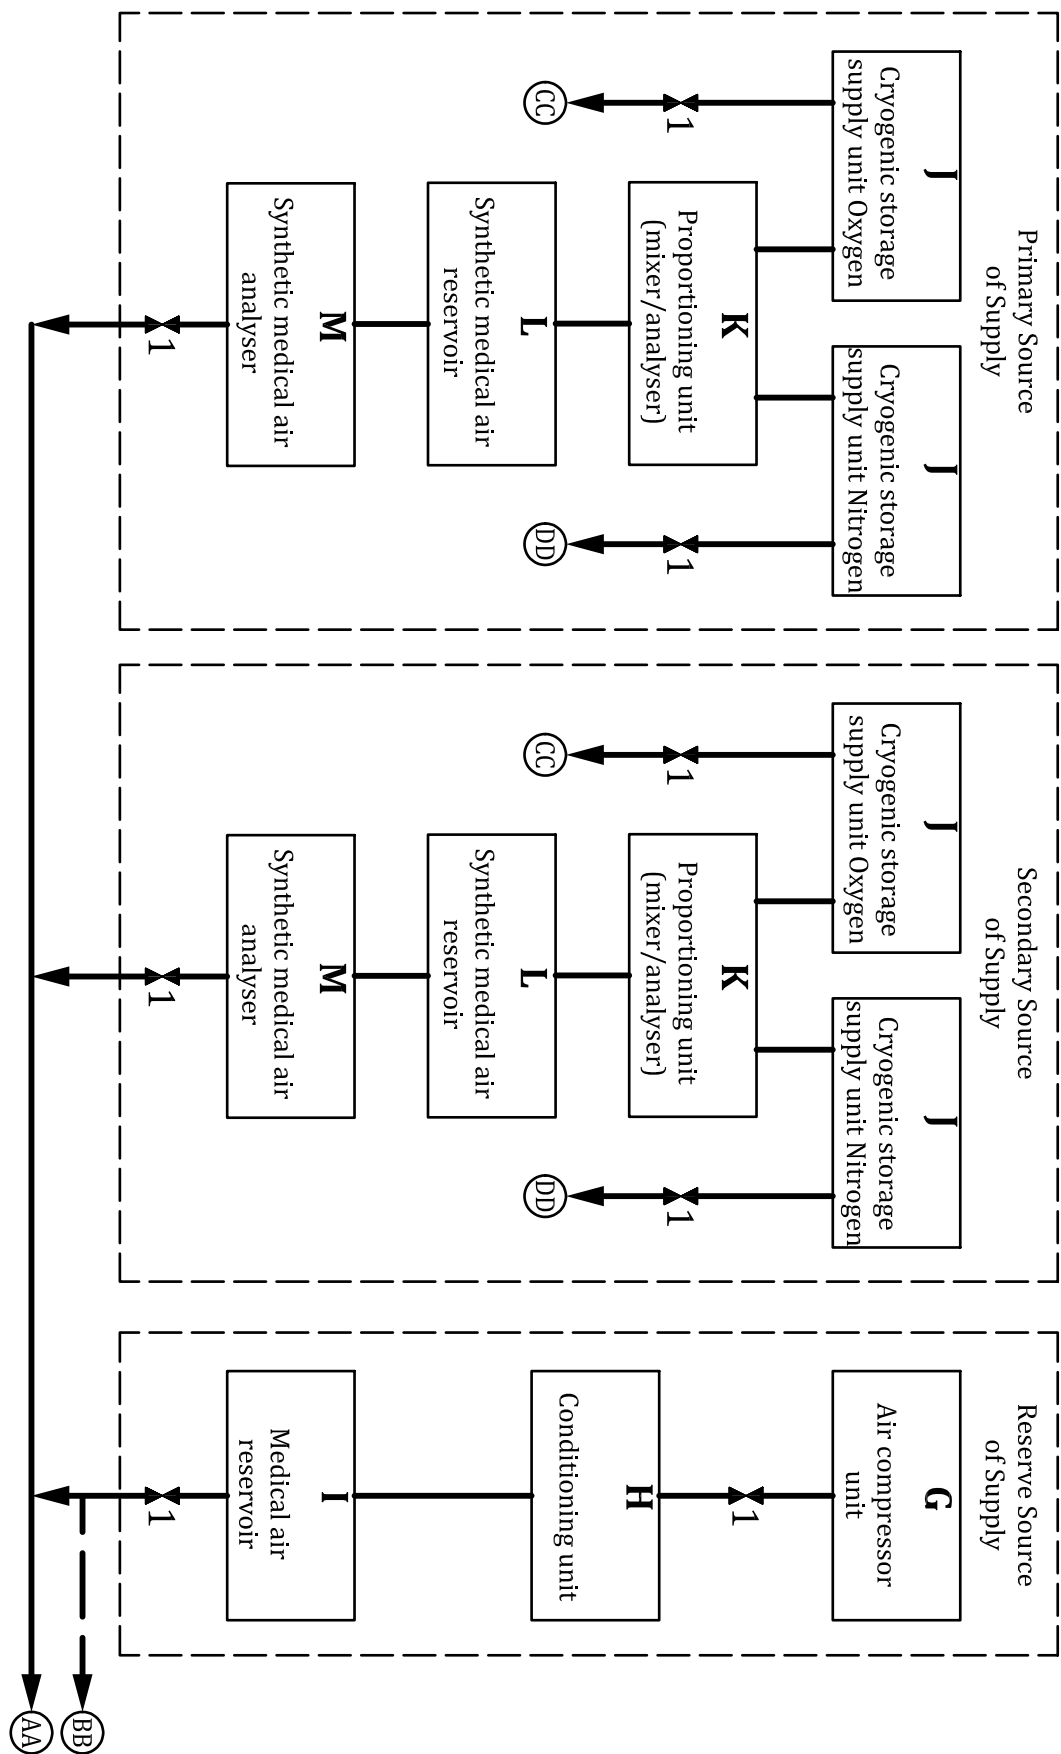 Primary Source
of Supply
J
Cryogenic storage
supply unit Oxygen
J
Cryogenic storage
supply unit Nitrogen
1
CC
K
Proportioning unit
(mixer/analyser)
1
DD
L
Synthetic medical air
reservoir
M
Synthetic medical air
analyser
1
Secondary Source
of Supply
J
Cryogenic storage
supply unit Oxygen
J
Cryogenic storage
supply unit Nitrogen
1
CC
K
Proportioning unit
(mixer/analyser)
1
DD
L
Synthetic medical air
reservoir
M
Synthetic medical air
analyser
1
Reserve Source
of Supply
G
Air compressor
unit
1
H
Conditioning unit
I
Medical air
reservoir
1
BB
AA